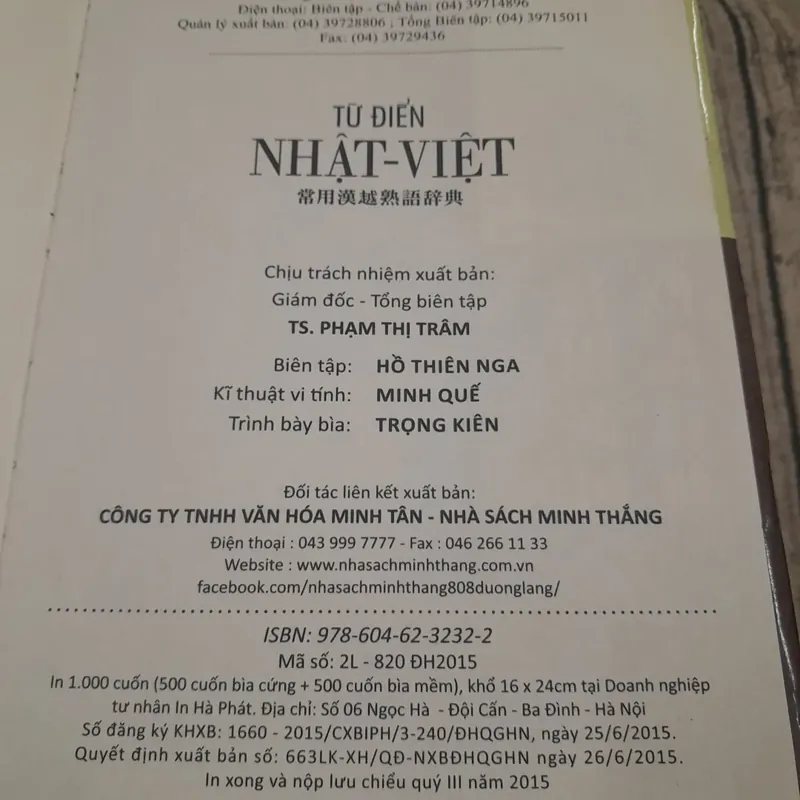 Điện thoại: Biên tập - Chế bản: (04) 39714896
Quản lý xuất bản: (04) 39728806 ; Tổng Biên tập: (04) 39715011
Fax: (04) 39729436
TỪ ĐIỂN
NHẬT-VIỆT
常用漢越熟語辞典
Chịu trách nhiệm xuất bản:
Giám đốc - Tổng biên tập
TS. PHẠM THỊ TRÂM
Biên tập: HỒ THIÊN NGA
Kĩ thuật vi tính: MINH QUẾ
Trình bày bìa: TRỌNG KIÊN
Đối tác liên kết xuất bản:
CÔNG TY TNHH VĂN HÓA MINH TÂN - NHÀ SÁCH MINH THẮNG
Điện thoại : 043 999 7777 - Fax : 046 266 11 33
Website : www.nhasachminhthang.com.vn
facebook.com/nhasachminhthang808duonglang/
ISBN: 978-604-62-3232-2
Mã số: 2L - 820 ĐH2015
In 1.000 cuốn (500 cuốn bìa cứng + 500 cuốn bìa mềm), khổ 16 x 24cm tại Doanh nghiệp
tư nhân In Hà Phát. Địa chỉ: Số 06 Ngọc Hà - Đội Cấn - Ba Đình - Hà Nội
Số đăng ký KHXB: 1660 - 2015/CXBIPH/3-240/ĐHQGHN, ngày 25/6/2015.
Quyết định xuất bản số: 663LK-XH/QĐ-NXBĐHQGHN ngày 26/6/2015.
In xong và nộp lưu chiểu quý III năm 2015